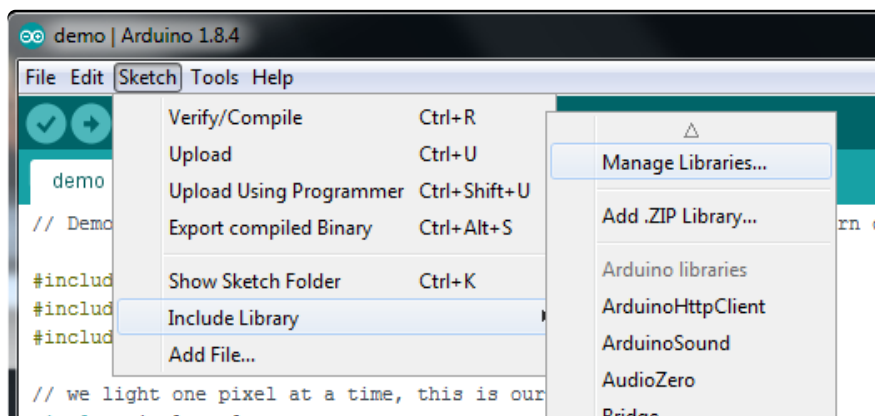 demo | Arduino 1.8.4
File Edit Sketch Tools Help
Verify/Compile Ctrl+R
Upload Ctrl+U
Upload Using Programmer Ctrl+Shift+U
Export compiled Binary Ctrl+Alt+S
Show Sketch Folder Ctrl+K
Include Library
Add File...
Manage Libraries...
Add .ZIP Library...
Arduino libraries
ArduinoHttpClient
ArduinoSound
AudioZero
Bridge
demo
// Demo
#includ
#includ
#includ
// we light one pixel at a time, this is our